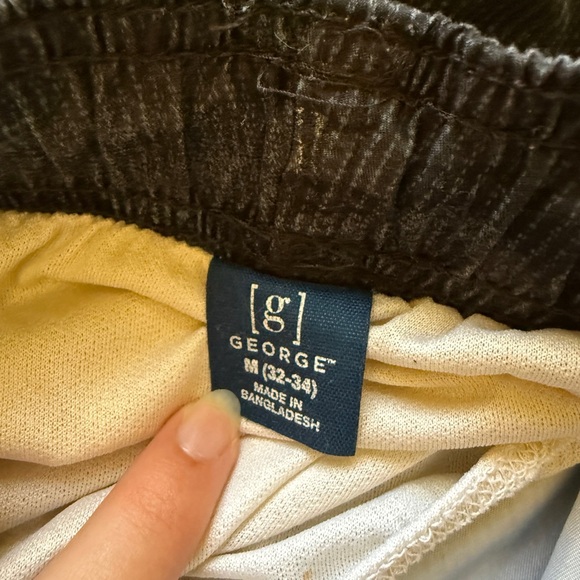 [g]
GEORGE™
M (32-34)
MADE IN
BANGLADESH